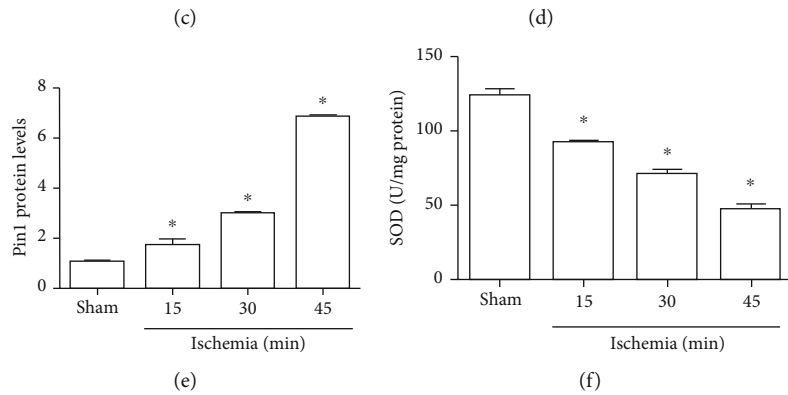 (c)
(d)
Pin1 protein levels
8
6
4
2
0
*
*
*
Sham
15
30
45
Ischemia (min)
(e)
SOD (U/mg protein)
150
100
50
0
*
*
*
Sham
15
30
45
Ischemia (min)
(f)